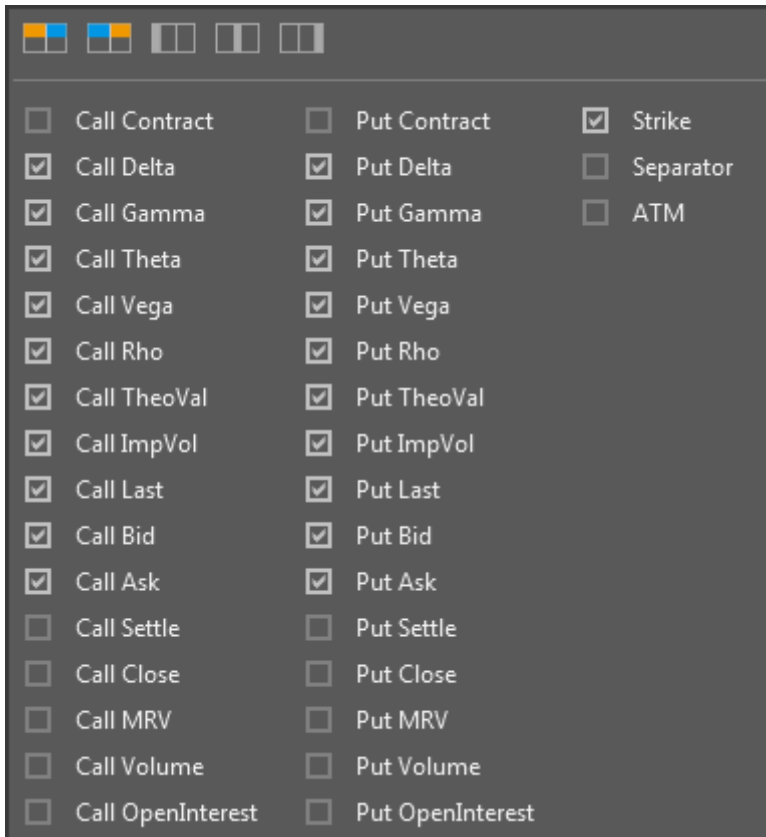 Call Contract Put Contract Strike
Call Delta Put Delta Separator
Call Gamma Put Gamma ATM
Call Theta Put Theta
Call Vega Put Vega
Call Rho Put Rho
Call TheoVal Put TheoVal
Call ImpVol Put ImpVol
Call Last Put Last
Call Bid Put Bid
Call Ask Put Ask
Call Settle Put Settle
Call Close Put Close
Call MRV Put MRV
Call Volume Put Volume
Call OpenInterest Put OpenInterest